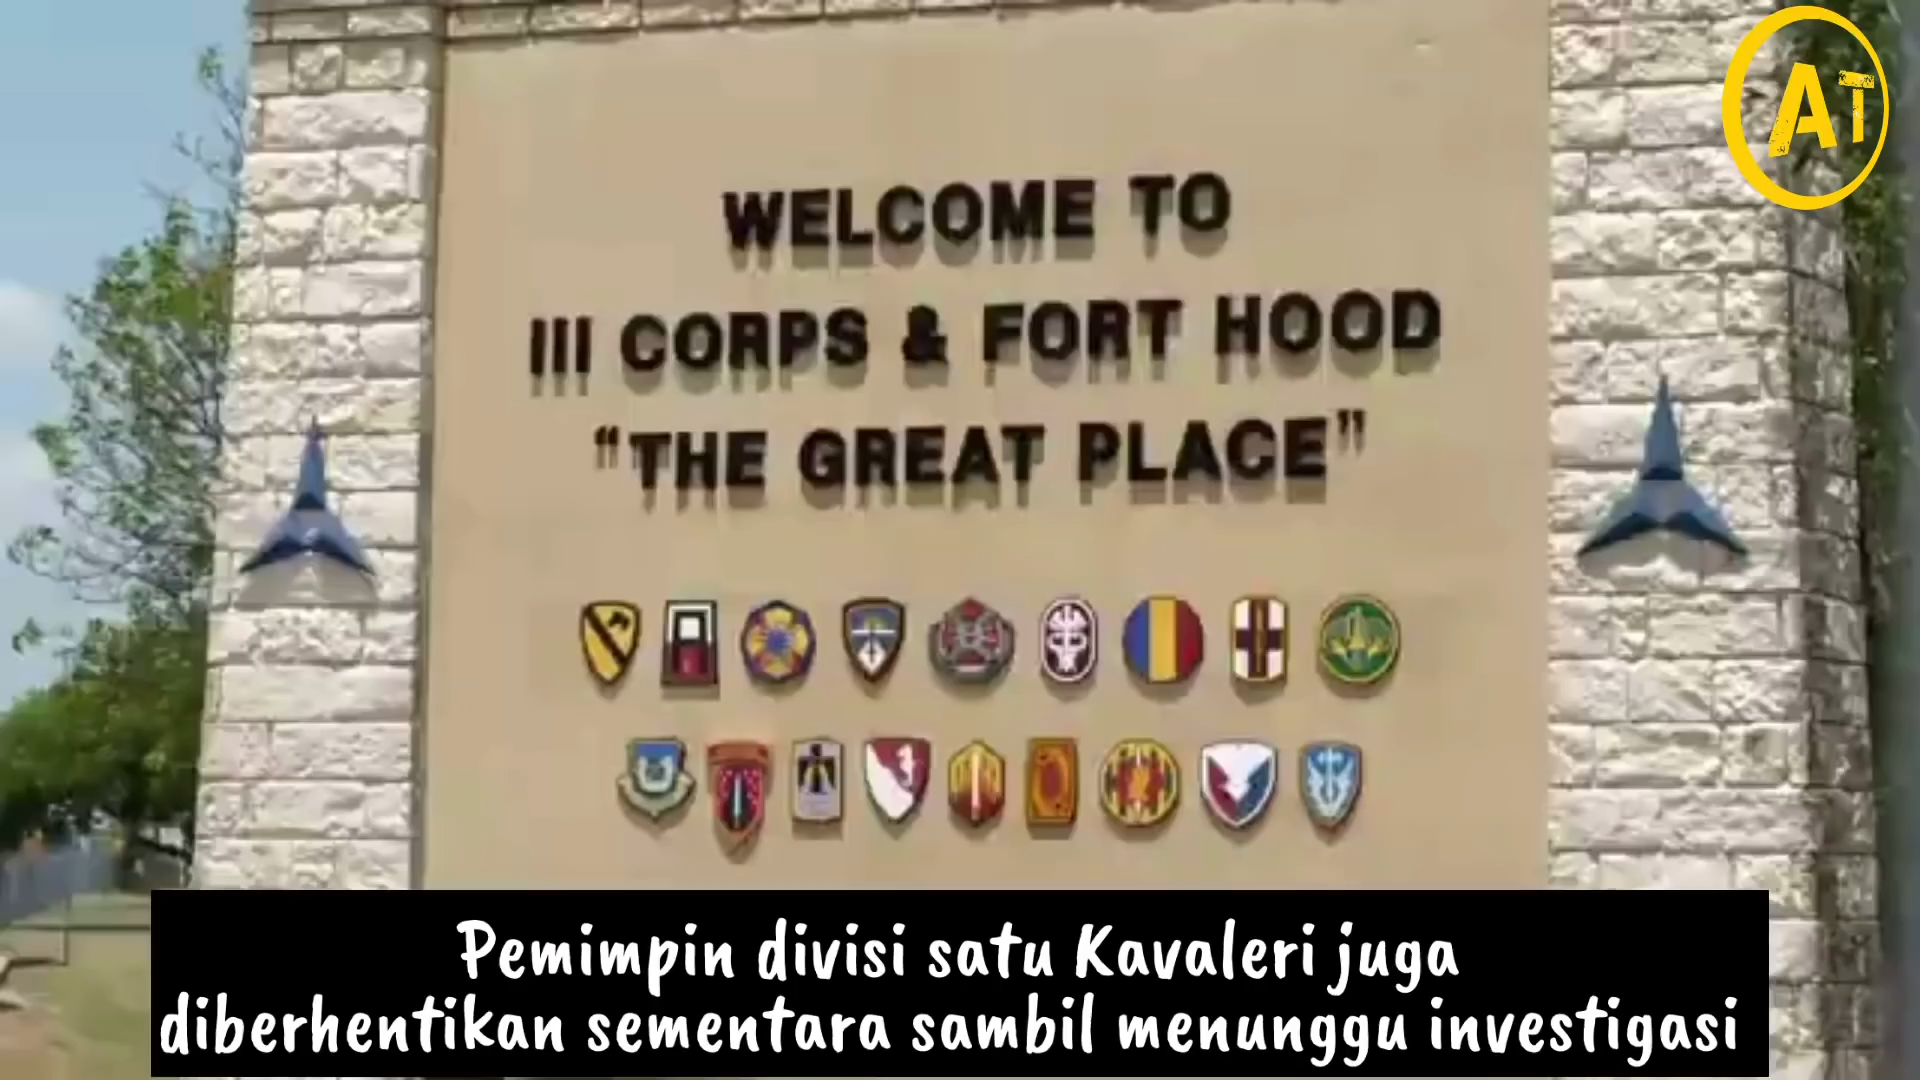 AT
WELCOME TO
III CORPS & FORT HOOD
"THE GREAT PLACE"
Pemimpin divisi satu Kavaleri juga
diberhentikan sementara sambil menunggu investigasi